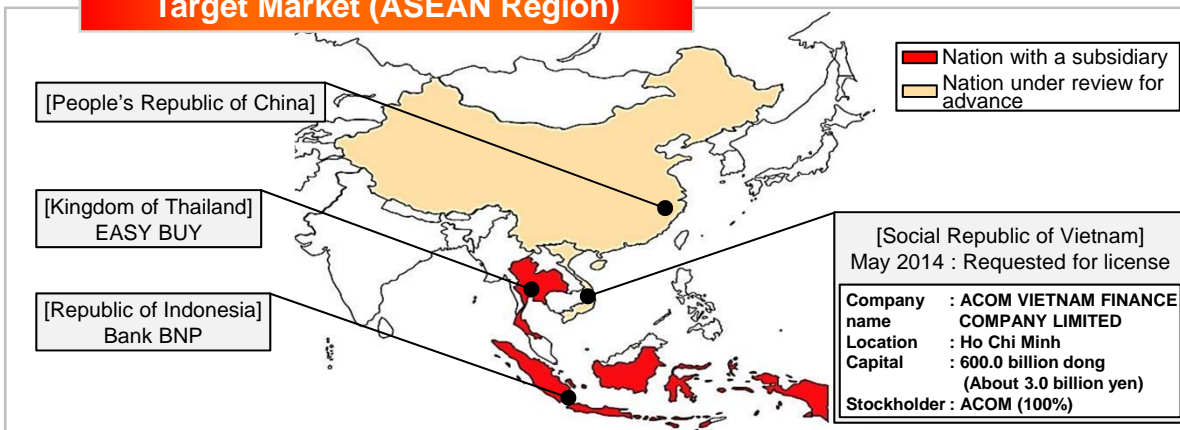 Target Market (ASEAN Region)
Nation with a subsidiary
Nation under review for
advance
[People's Republic of China]
[Kingdom of Thailand]
EASY BUY
[Republic of Indonesia]
Bank BNP
[Social Republic of Vietnam]
May 2014 : Requested for license
Company : ACOM VIETNAM FINANCE
name COMPANY LIMITED
Location : Ho Chi Minh
Capital : 600.0 billion dong
(About 3.0 billion yen)
Stockholder : ACOM (100%)